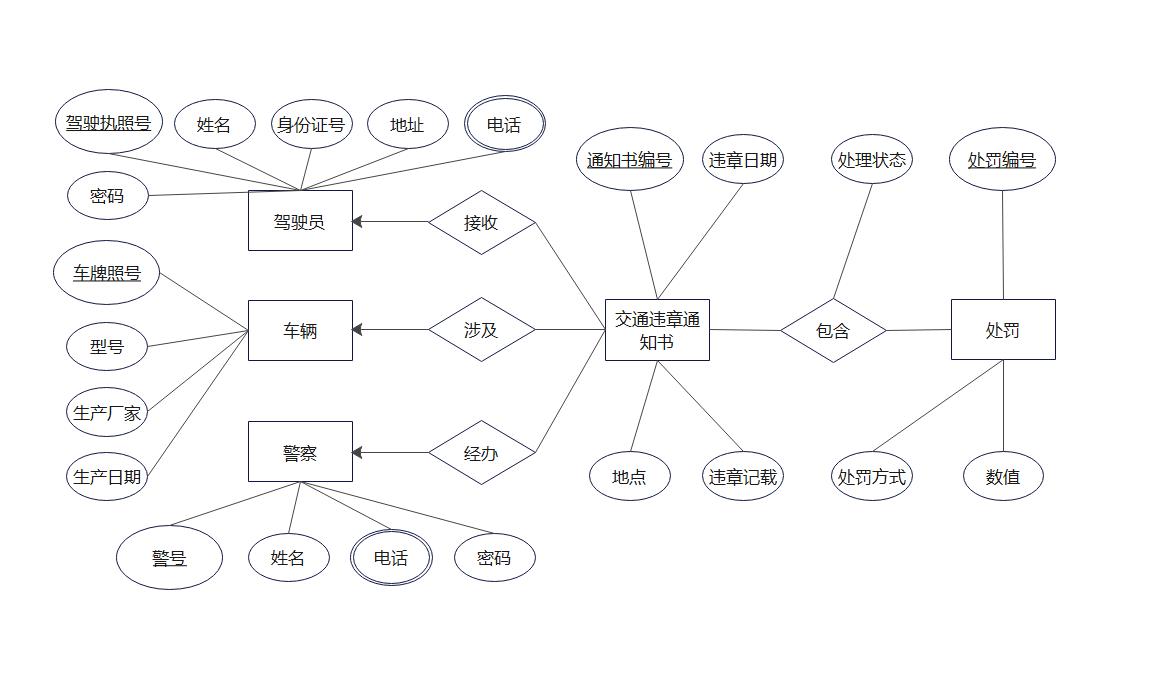 驾驶执照号
姓名
身份证号
地址
电话
密码
驾驶员
接收
通知书编号
违章日期
处理状态
处罚编号
车牌照号
型号
生产厂家
生产日期
车辆
涉及
交通违章通
知书
包含
处罚
警察
经办
地点
违章记载
处罚方式
数值
警号
姓名
电话
密码